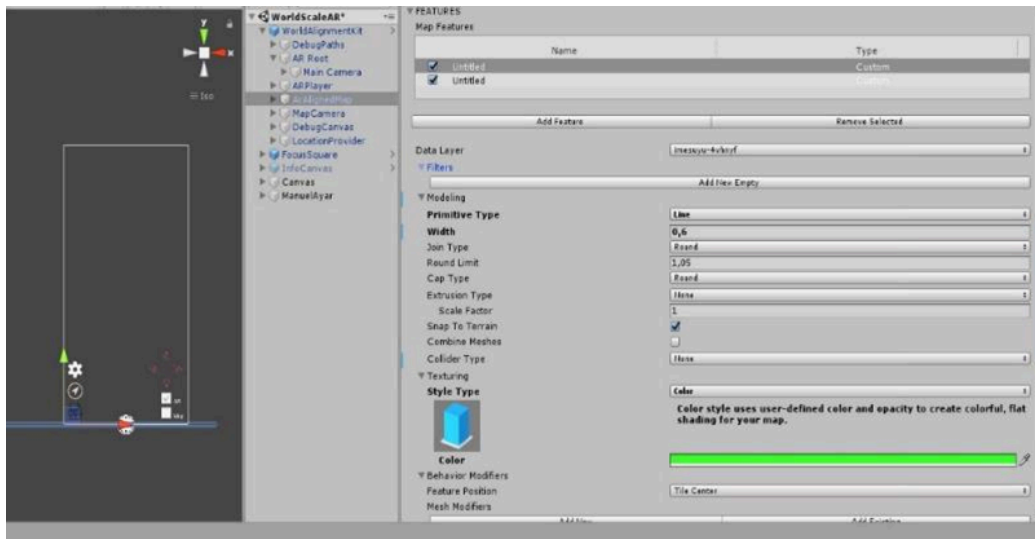 y
x
Iso
WorldScaleAR*
WorldAlignmentKit
DebugPaths
AR Root
Main Camera
ARPlayer
ArAlignedMap
MapCamera
DebugCanvas
LocationProvider
FocusSquare
InfoCanvas
Canvas
ManuelAyar
FEATURES
Map Features
Name Type
Untitled Custom
Untitled Custom
Add Feature Remove Selected
Data Layer
Filters
Add New Empty
Modeling
Primitive Type Line
Width 0,6
Join Type Round
Round Limit 1,05
Cap Type Round
Extrusion Type None
Scale Factor 1
Snap To Terrain
Combine Meshes
Collider Type None
Texturing
Style Type Color
Color style uses user-defined color and opacity to create colorful, flat
shading for your map.
Color
Behavior Modifiers
Feature Position Tile Center
Mesh Modifiers
Add New Add Existing